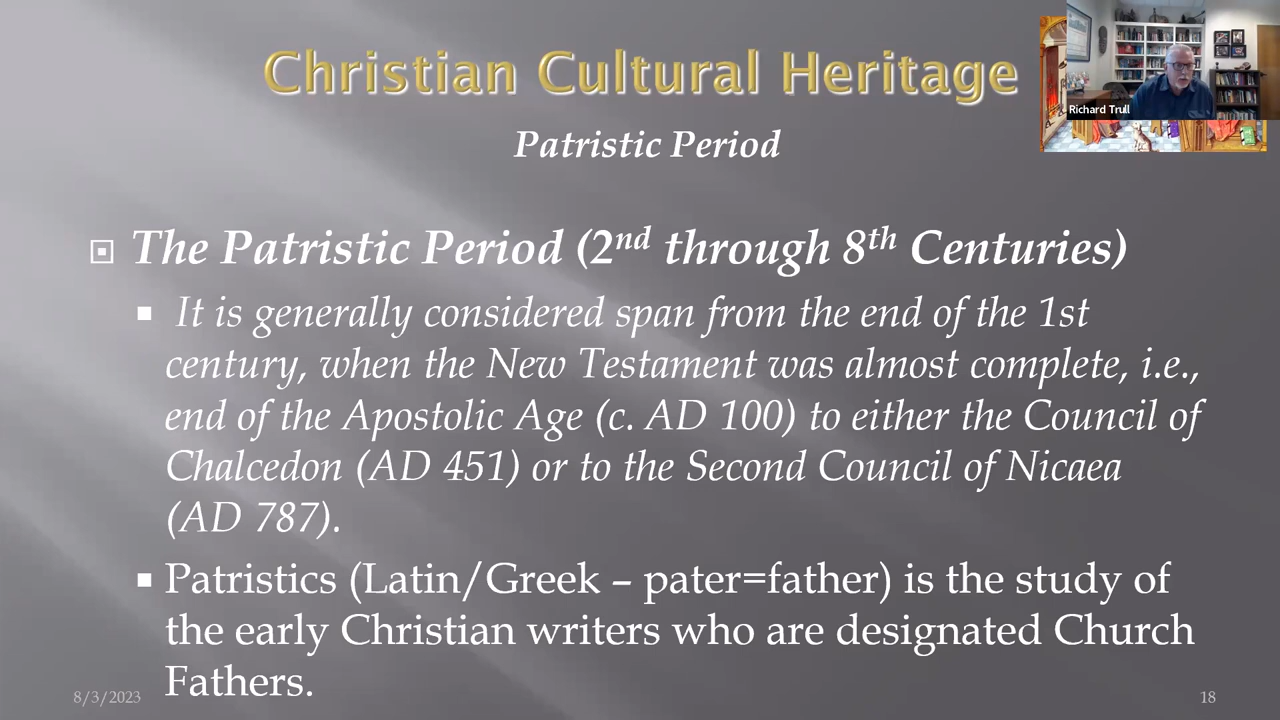 Christian Cultural Heritage
Richard Trull
Patristic Period
The Patristic Period (2nd through 8th Centuries)
It is generally considered span from the end of the 1st
century, when the New Testament was almost complete, i.e.,
end of the Apostolic Age (c. AD 100) to either the Council of
Chalcedon (AD 451) or to the Second Council of Nicaea
(AD 787).
Patristics (Latin/Greek – pater=father) is the study of
the early Christian writers who are designated Church
Fathers.
8/3/2023
18